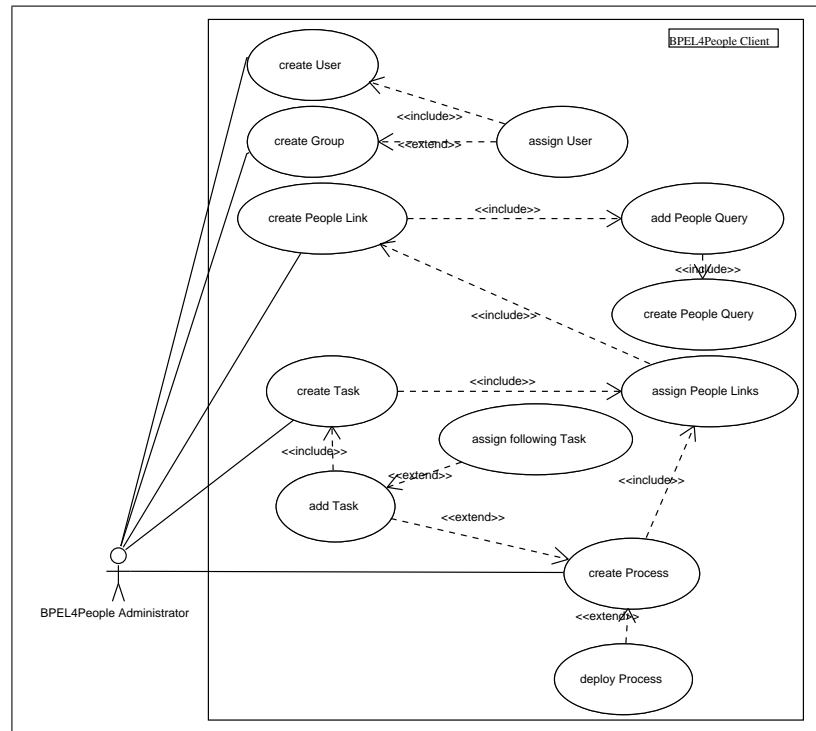 BPEL4People Client
create User
<<include>>
create Group
<<extend>>
assign User
create People Link
<<include>>
add People Query
<<include>>
create People Query
<<include>>
create Task
<<include>>
assign People Links
assign following Task
<<include>>
<<extend>>
<<include>>
add Task
<<extend>>
create Process
BPEL4People Administrator
<<extend>>
deploy Process